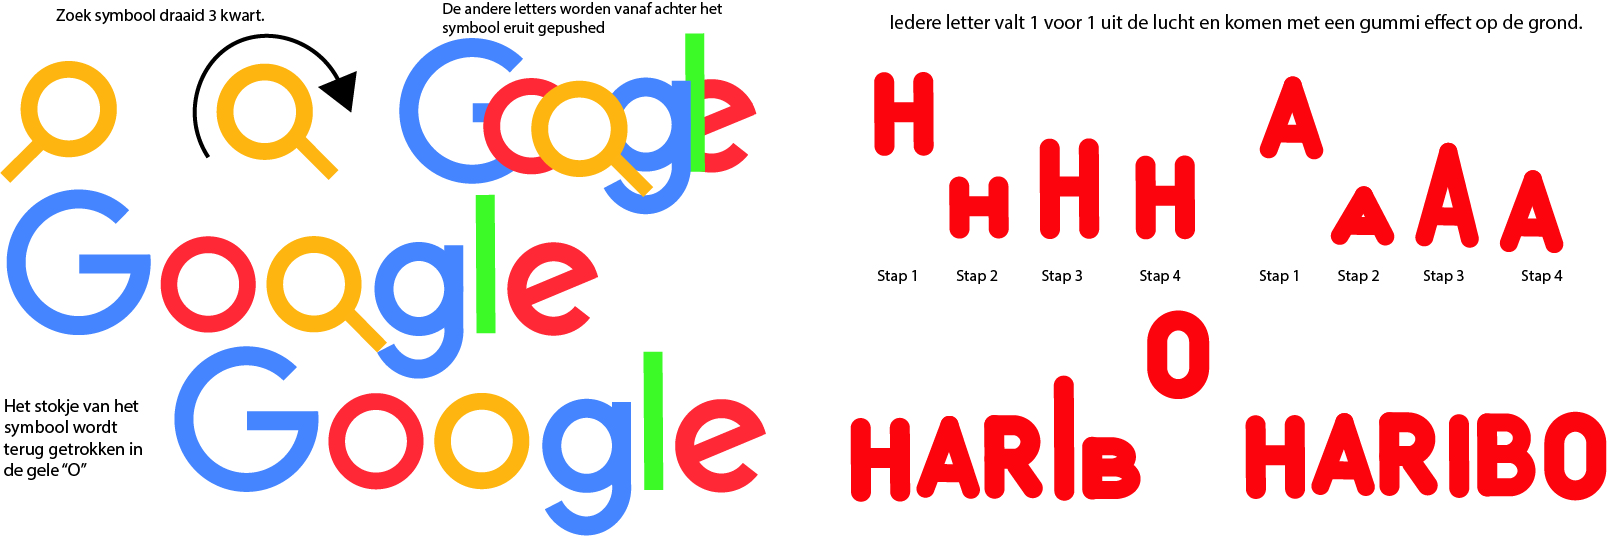 Zoek symbool draaid 3 kwart.
De andere letters worden vanaf achter het
symbool eruit gepushed
Google
Google
Het stokje van het
symbool wordt
terug getrokken in
de gele “O”
Google
Iedere letter valt 1 voor 1 uit de lucht en komen met een gummi effect op de grond.
H
H
H
H
A
A
A
A
Stap 1
Stap 2
Stap 3
Stap 4
Stap 1
Stap 2
Stap 3
Stap 4
HARIBO
HARIBO